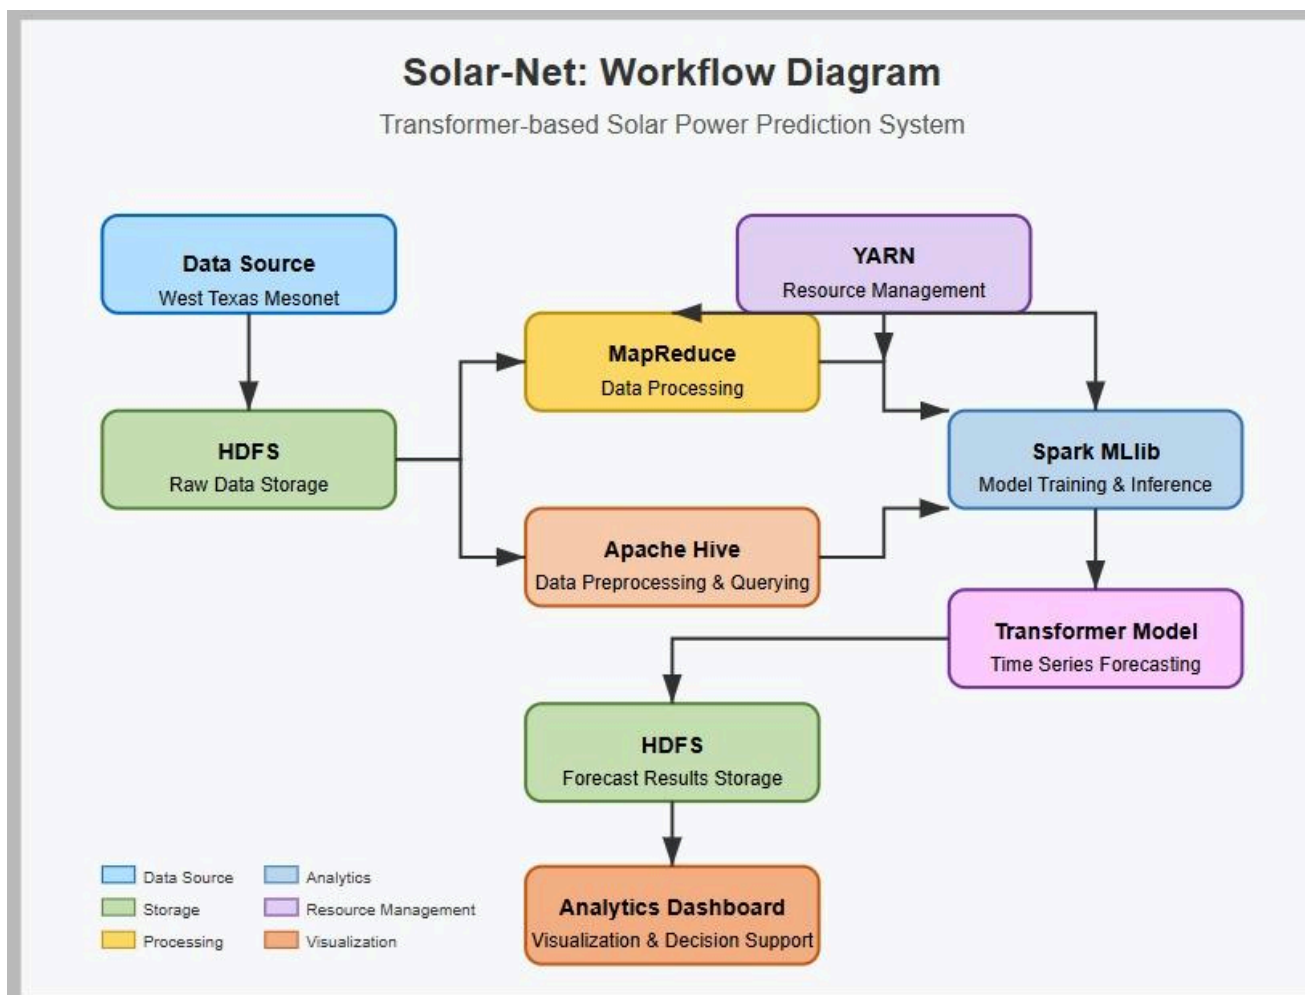 Solar-Net: Workflow Diagram
Transformer-based Solar Power Prediction System
Data Source
West Texas Mesonet
YARN
Resource Management
MapReduce
Data Processing
HDFS
Raw Data Storage
Spark MLlib
Model Training & Inference
Apache Hive
Data Preprocessing & Querying
Transformer Model
Time Series Forecasting
HDFS
Forecast Results Storage
Analytics Dashboard
Visualization & Decision Support
Data Source
Analytics
Storage
Resource Management
Processing
Visualization